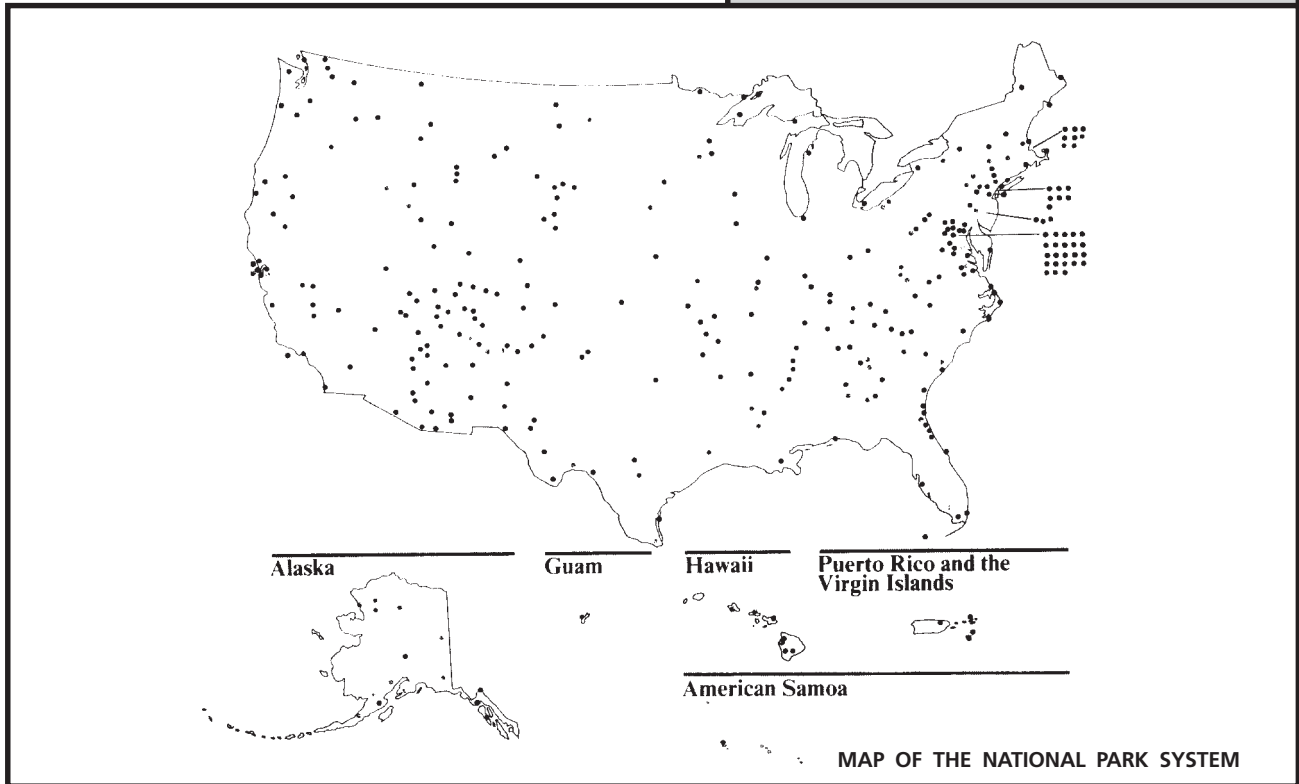 Alaska
Guam
Hawaii
Puerto Rico and the
Virgin Islands
American Samoa
MAP OF THE NATIONAL PARK SYSTEM